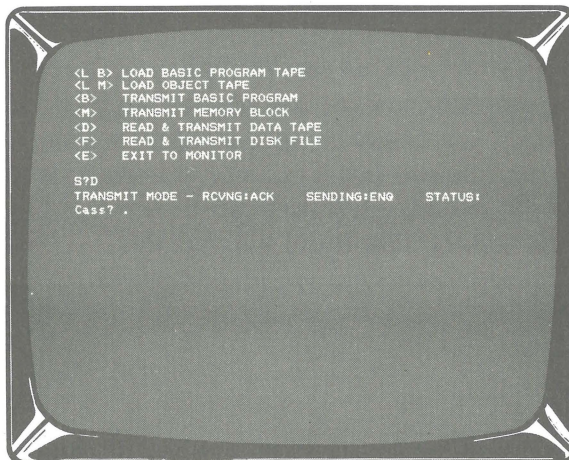 <L B> LOAD BASIC PROGRAM TAPE
<L M> LOAD OBJECT TAPE
<B> TRANSMIT BASIC PROGRAM
<M> TRANSMIT MEMORY BLOCK
<D> READ & TRANSMIT DATA TAPE
<F> READ & TRANSMIT DISK FILE
<E> EXIT TO MONITOR
S?D
TRANSMIT MODE - RCVNG:ACK SENDING:ENQ STATUS:
Cass? .